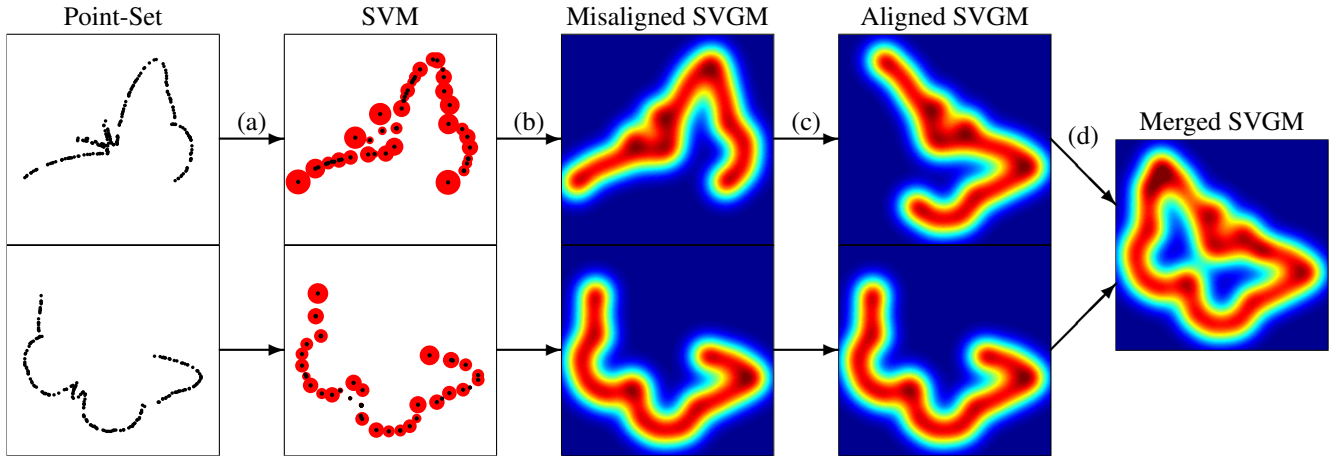 Point-Set
SVM
Misaligned SVGM
Aligned SVGM
(a)
(b)
(c)
(d)
Merged SVGM